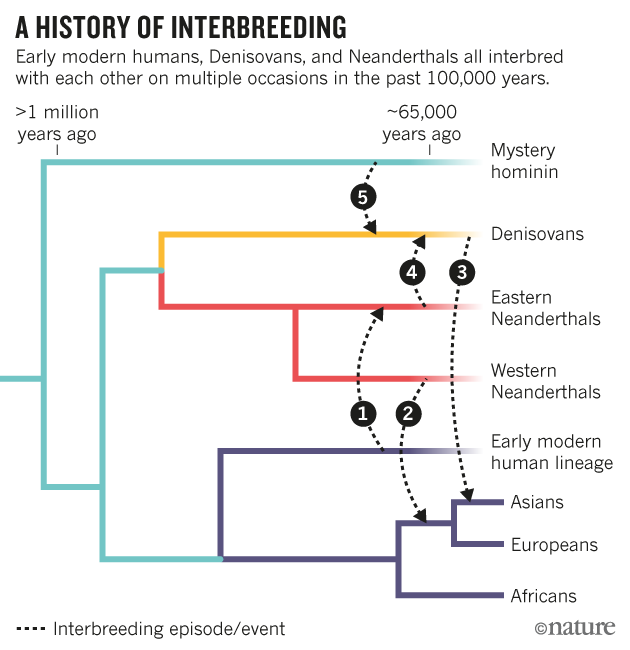 A HISTORY OF INTERBREEDING
Early modern humans, Denisovans, and Neanderthals all interbred
with each other on multiple occasions in the past 100,000 years.
>1 million
years ago
~65,000
years ago
Mystery
hominin
5
Denisovans
4
3
Eastern
Neanderthals
Western
Neanderthals
1
2
Early modern
human lineage
Asians
Europeans
Africans
Interbreeding episode/event
©nature